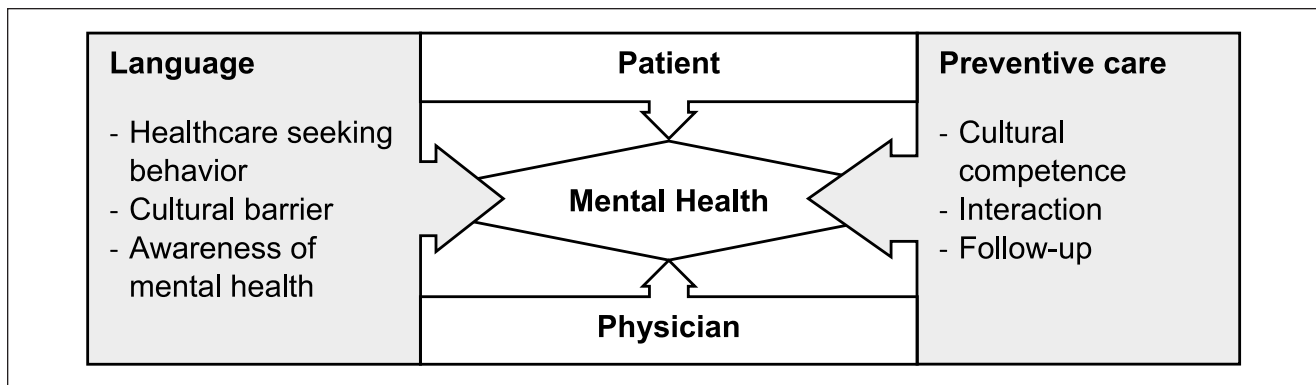 Language
- Healthcare seeking
behavior
- Cultural barrier
- Awareness of
mental health
Patient
Mental Health
Physician
Preventive care
- Cultural
competence
- Interaction
- Follow-up